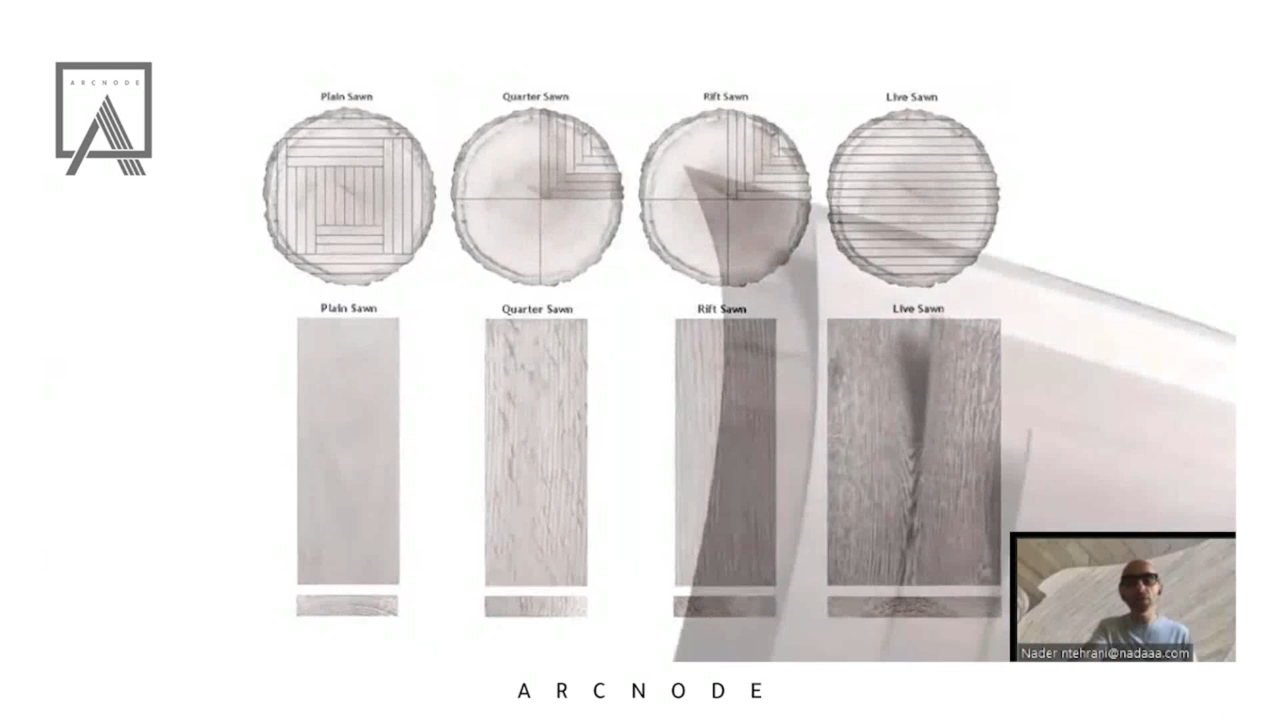 ARCNODE
Plain Sawn
Quarter Sawn
Rift Sawn
Live Sawn
Plain Sawn
Quarter Sawn
Rift Sawn
Live Sawn
Nader ntehrani@nadaaa.com
A R C N O D E